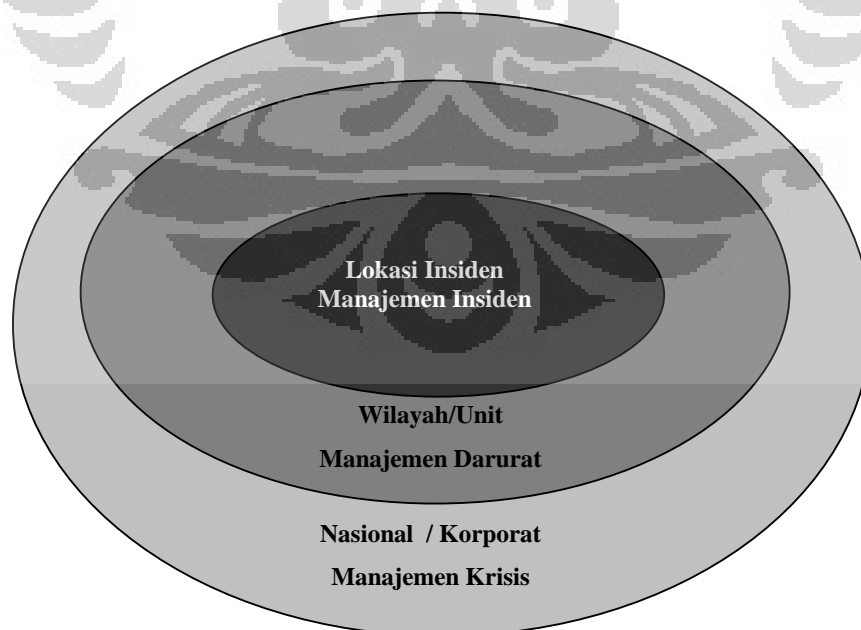 Lokasi Insiden
Manajemen Insiden
Wilayah/Unit
Manajemen Darurat
Nasional / Korporat
Manajemen Krisis